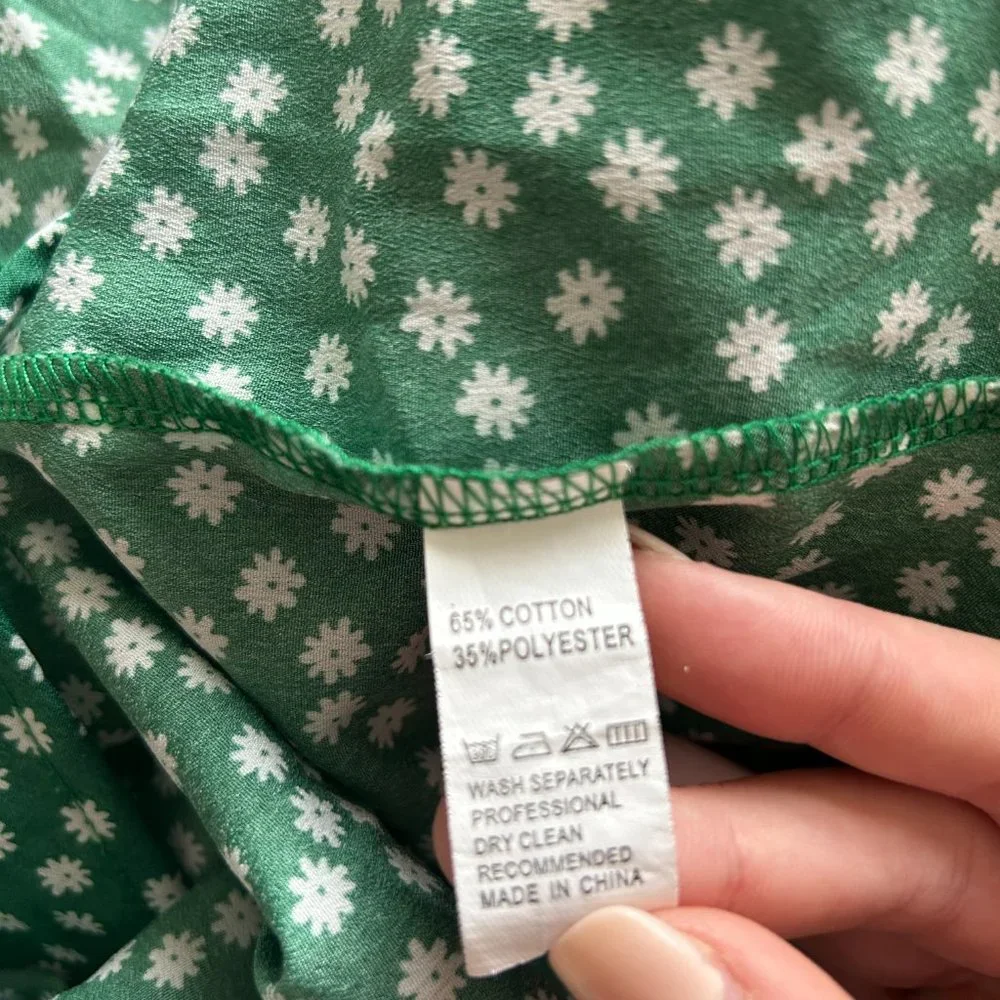 65% COTTON
35%POLYESTER
WASH SEPARATELY
PROFESSIONAL
DRY CLEAN
RECOMMENDED
MADE IN CHINA